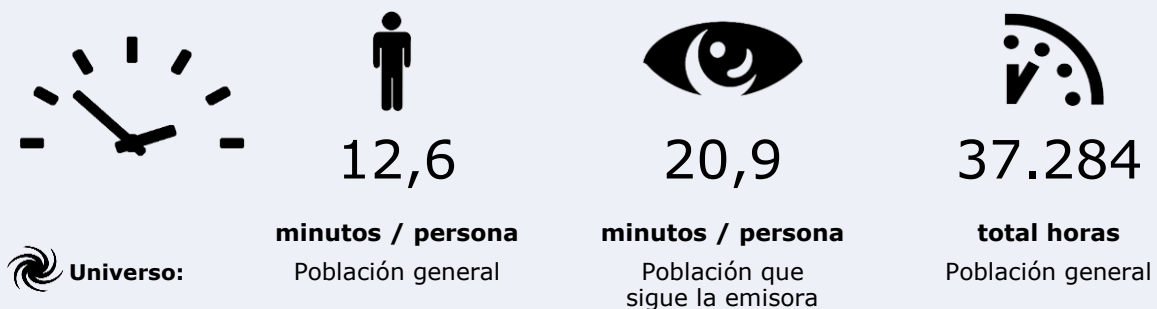 12,6
20,9
37.284
minutos / persona
minutos / persona
total horas
Universo:
Población general
Población que
sigue la emisora
Población general